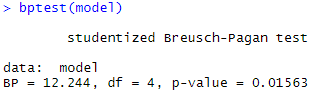 > bptest(model)
studentized Breusch-Pagan test
data:  model
BP = 12.244, df = 4, p-value = 0.01563